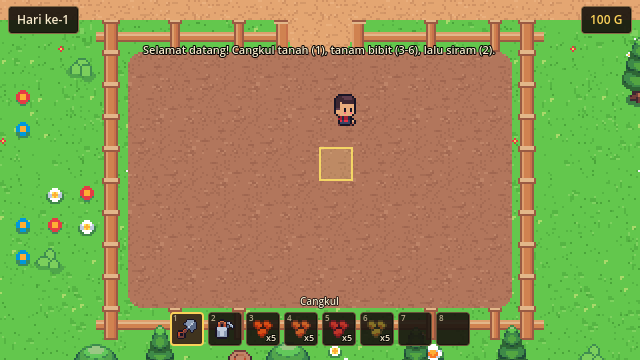 Hari ke-1
100 G
Selamat datang! Cangkul tanah (1), tanam bibit (3-6), lalu siram (2).
Cangkul
1 2 3 4 5 6 7 8
x5 x5 x5 x5